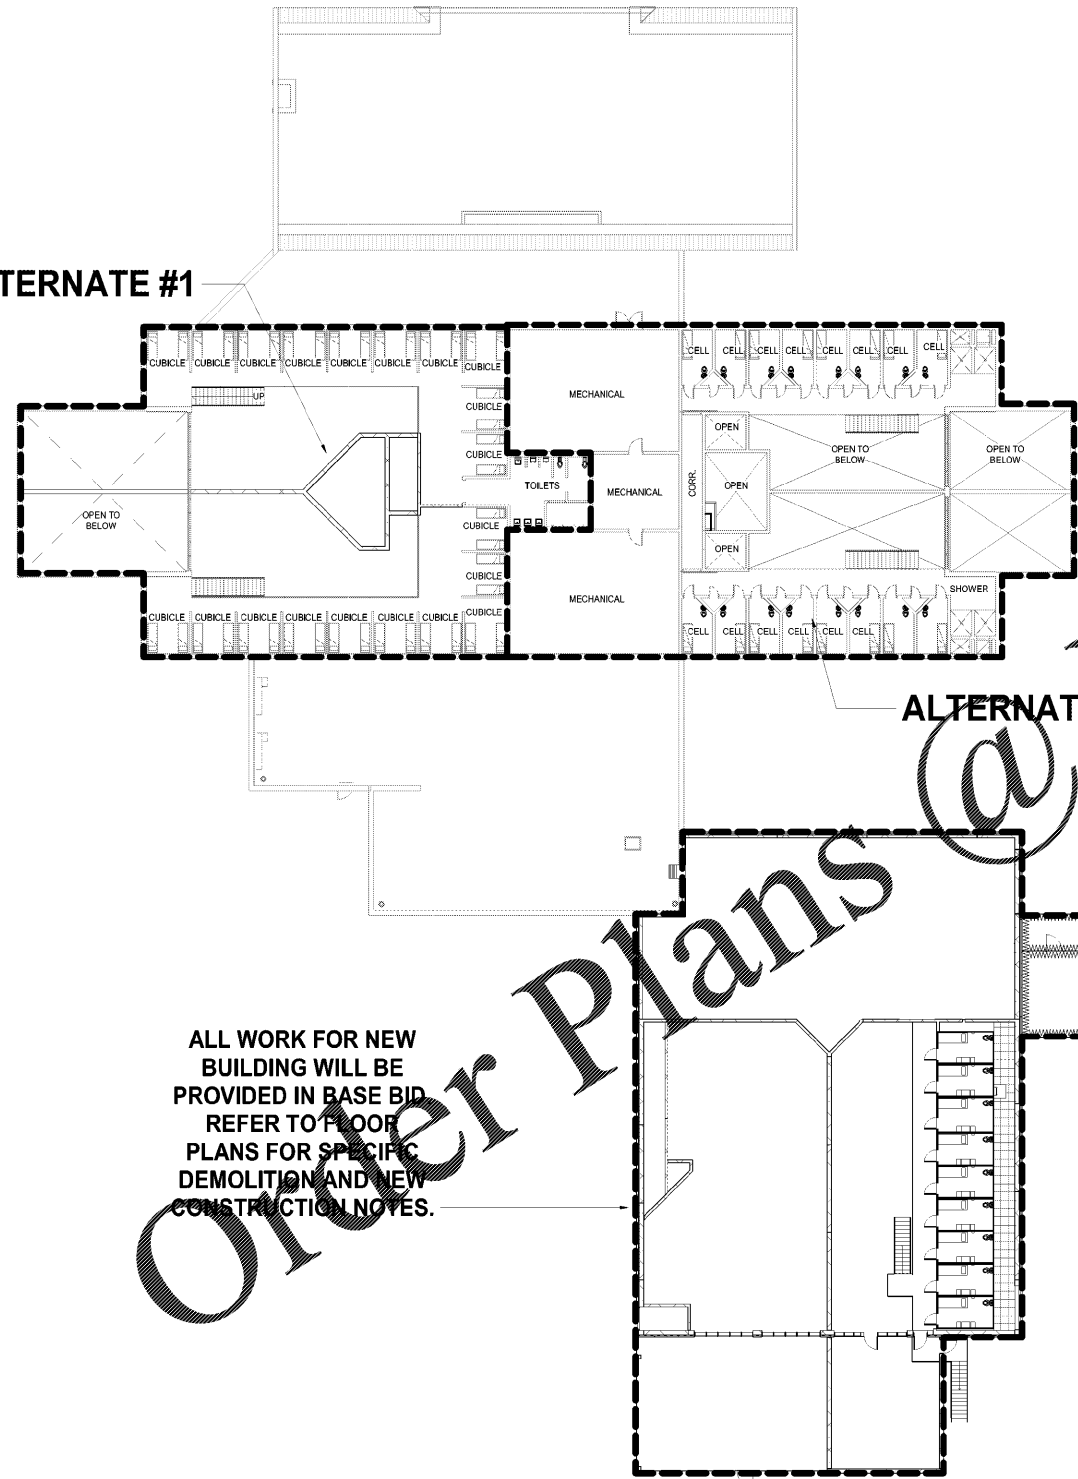 TERNATE #1
CUBICLE CUBICLE CUBICLE CUBICLE CUBICLE CUBICLE CUBICLE CUBICLE
CELL CELL CELL CELL CELL CELL CELL CELL
UP
MECHANICAL
CUBICLE
OPEN
CUBICLE
OPEN TO
BELOW
OPEN TO
BELOW
TOILETS
MECHANICAL
CORR.
OPEN
OPEN TO
BELOW
CUBICLE
OPEN
CUBICLE
MECHANICAL
SHOWER
CUBICLE
CUBICLE CUBICLE CUBICLE CUBICLE CUBICLE CUBICLE CUBICLE
CELL CELL CELL CELL CELL CELL
ALTERNAT
Order Plans @
ALL WORK FOR NEW
BUILDING WILL BE
PROVIDED IN BASE BID.
REFER TO FLOOR
PLANS FOR SPECIFIC
DEMOLITION AND NEW
CONSTRUCTION NOTES.